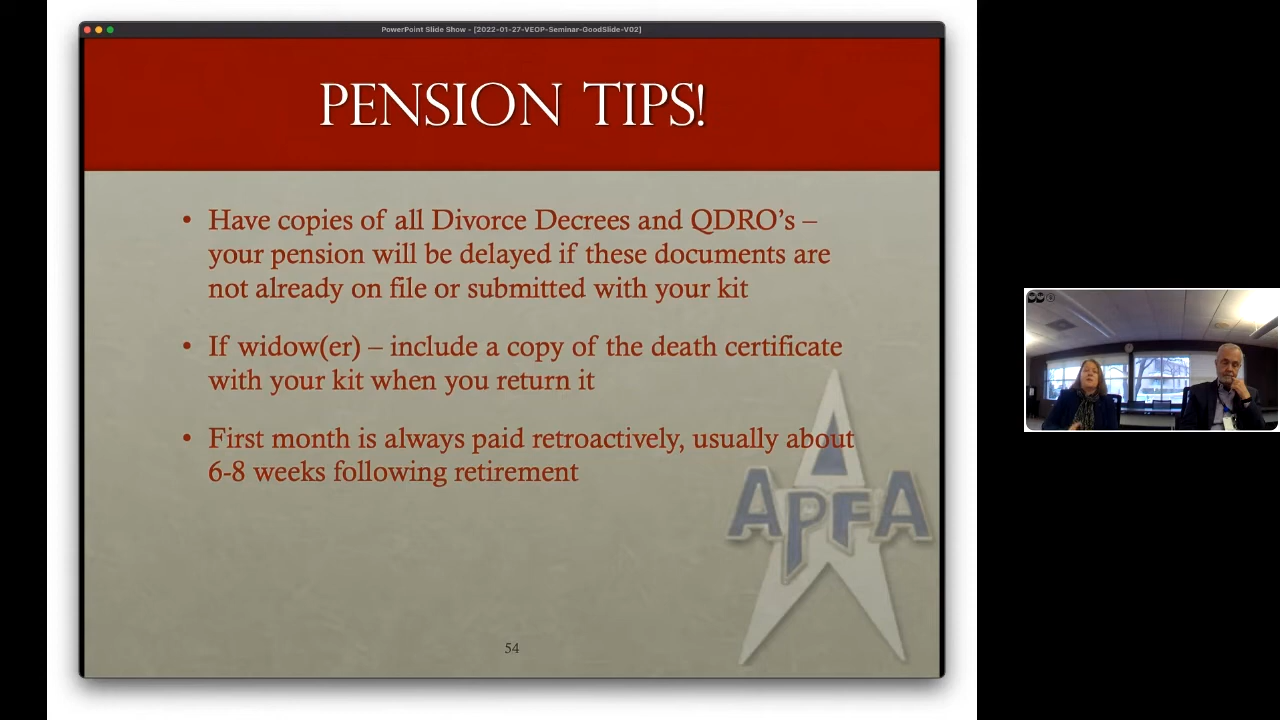 PowerPoint Slide Show - [2022-01-27-VEOP-Seminar-GoodSlide-V02]
PENSION TIPS!
• Have copies of all Divorce Decrees and QDRO's –
your pension will be delayed if these documents are
not already on file or submitted with your kit
• If widow(er) – include a copy of the death certificate
with your kit when you return it
• First month is always paid retroactively, usually about
6-8 weeks following retirement
APFA
54